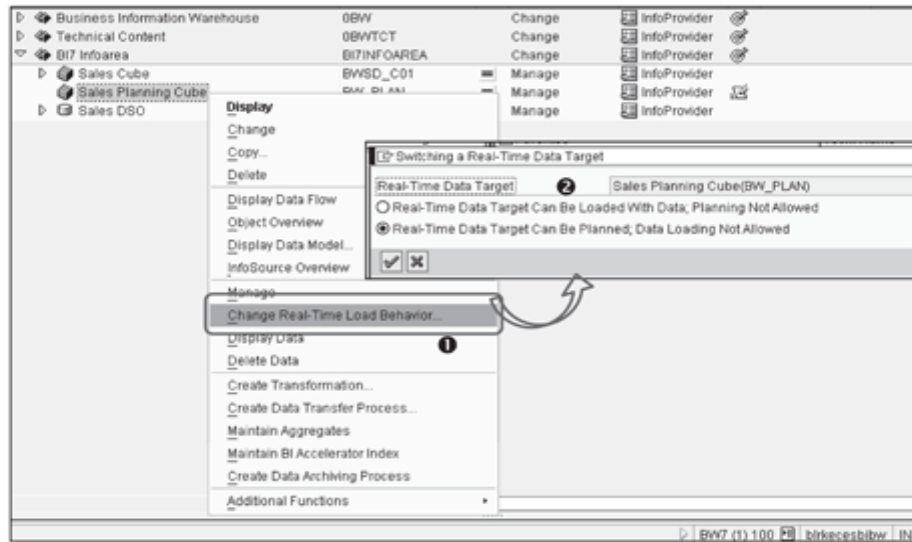 Business Information Warehouse 0BW Change InfoProvider
Technical Content 0BWTCT Change InfoProvider
BI7 Infoarea BI7INFOAREA Change InfoProvider
Sales Cube BWSD_C01 Manage InfoProvider
Sales Planning Cube BW_PLAN Manage InfoProvider
Sales DSO Manage InfoProvider
Display
Change
Copy...
Delete
Display Data Flow
Object Overview
Display Data Model...
InfoSource Overview
Manage
Change Real-Time Load Behavior...
Display Data
Delete Data
Create Transformation...
Create Data Transfer Process...
Maintain Aggregates
Maintain BI Accelerator Index
Create Data Archiving Process
Additional Functions
❶
Switching a Real-Time Data Target
Real-Time Data Target ❷ Sales Planning Cube(BW_PLAN)
Real-Time Data Target Can Be Loaded With Data; Planning Not Allowed
Real-Time Data Target Can Be Planned; Data Loading Not Allowed
BW7 (1) 100 blrkecesbibw IN